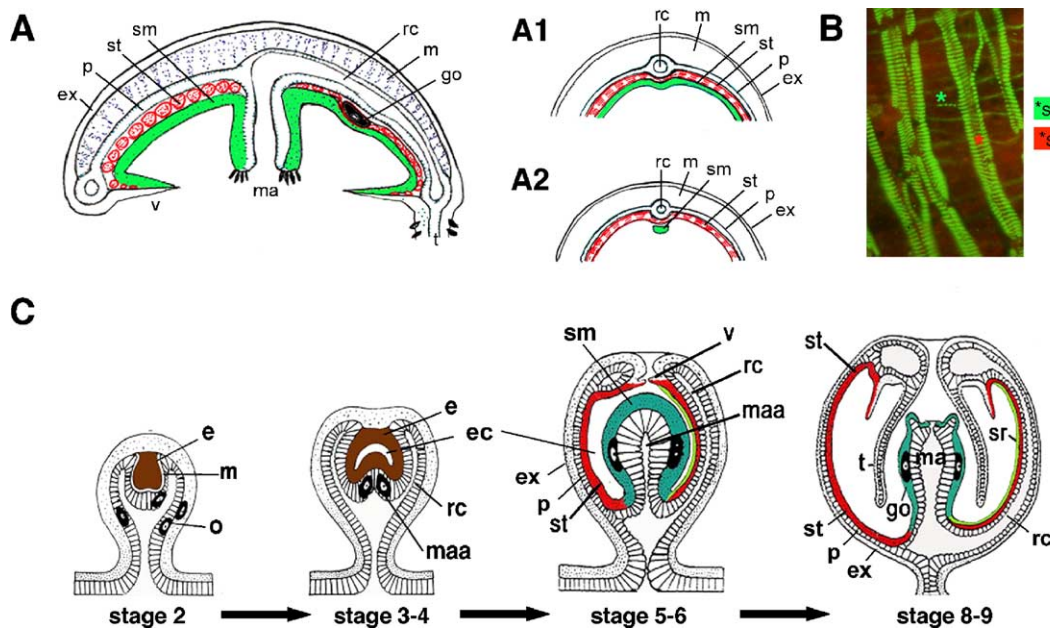 A
sm
st
p
ex
rc
m
go
v
ma
t
A1
rc
m
sm
st
p
ex
A2
rc
m
sm
st
p
ex
B
*
*
*s
*s
C
e
m
o
e
ec
rc
maa
sm
v
rc
maa
ex
p
st
st
sr
ma
t
go
st
p
ex
rc
stage 2
stage 3-4
stage 5-6
stage 8-9